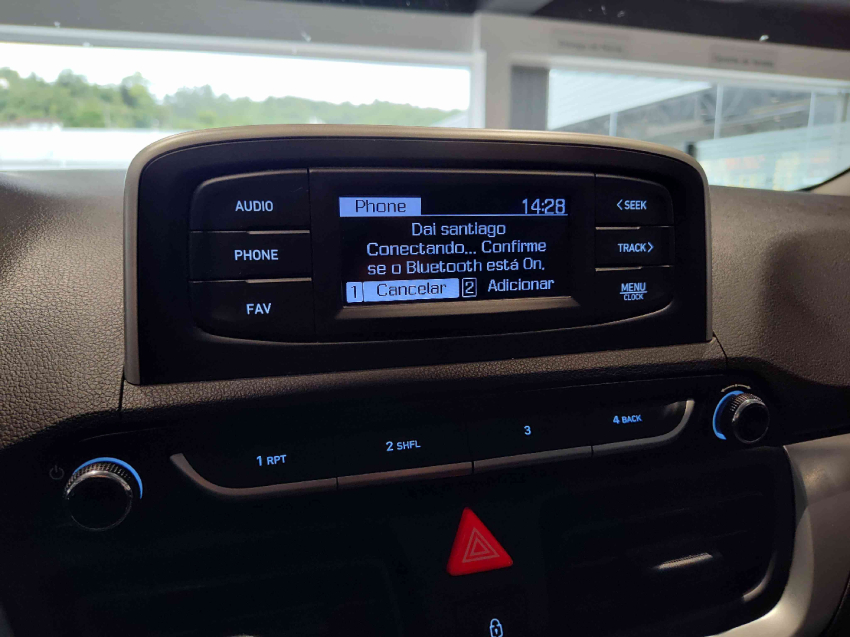 AUDIO
PHONE
FAV
Phone 14:28
Dai santiago
Conectando... Confirme
se o Bluetooth está On,
1 Cancelar 2 Adicionar
<SEEK
TRACK>
MENU
CLOCK
1 RPT
2 SHFL
3
4 BACK